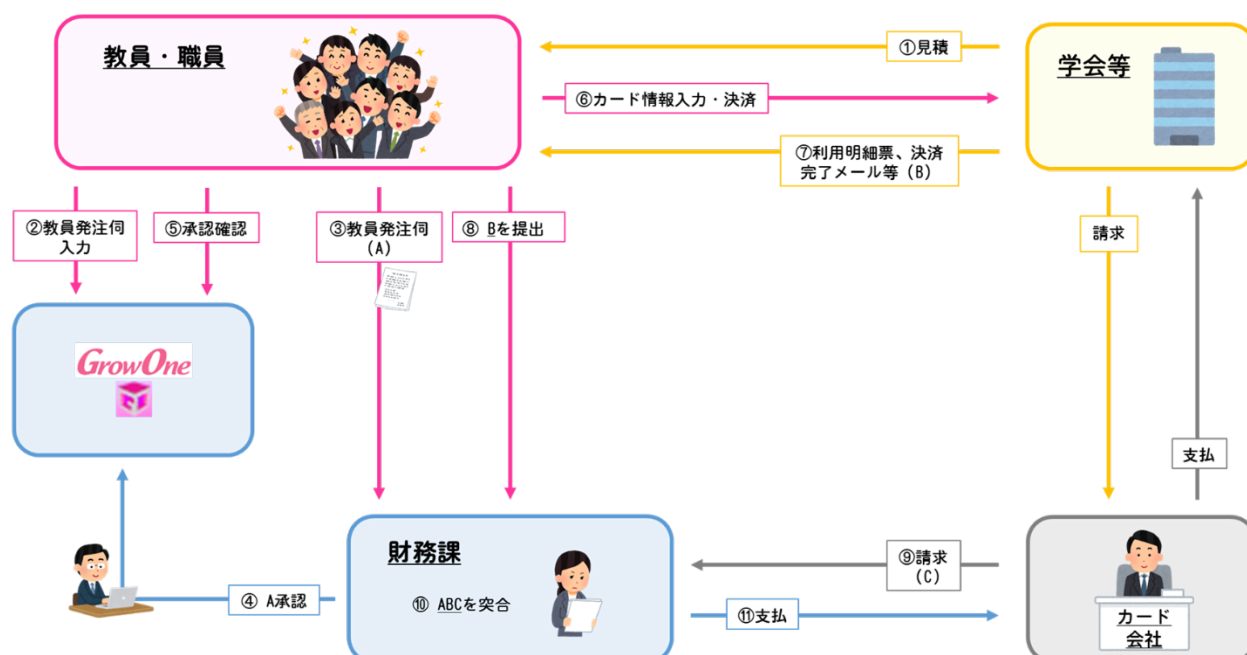 教員・職員
①見積
学会等
⑥カード情報入力・決済
⑦利用明細票、決済
完了メール等（B）
②教員発注伺
入力
⑤承認確認
③教員発注伺
(A)
⑧ Bを提出
請求
GrowOne
支払
財務課
⑨請求
(C)
④ A承認
⑩ ABCを突合
⑪支払
カード
会社